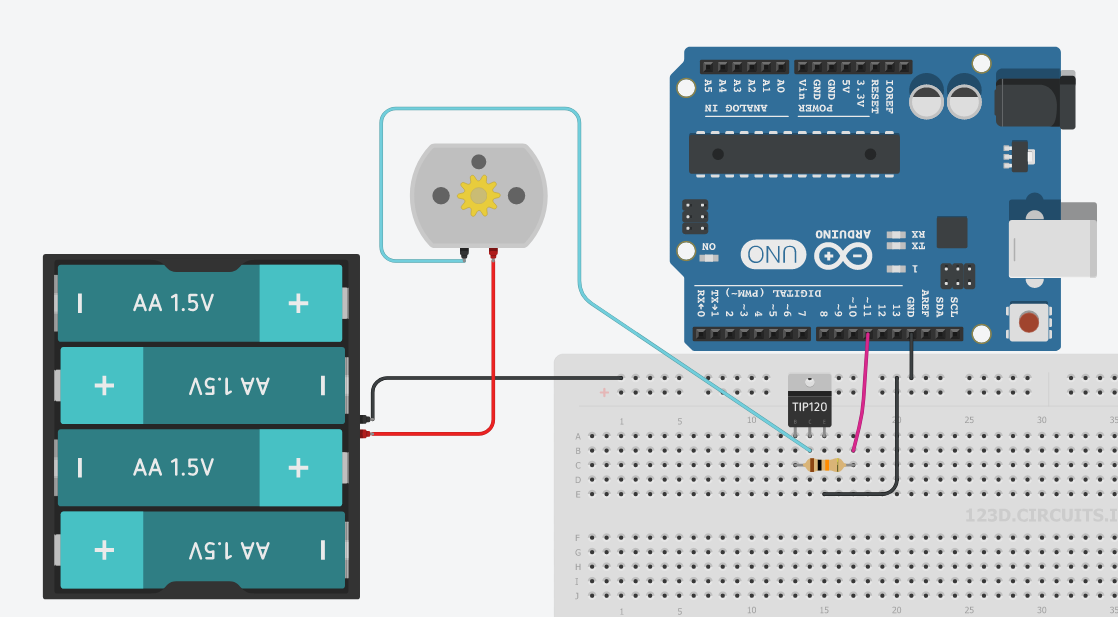 A5 A4 A3 A2 A1 A0 Vin GND GND 5V 3.3V RESET IOREF
ANALOG IN POWER
ARDUINO
UNO
ON
RX
TX
1
DIGITAL (PWM~)
RX←0 TX→1 2 ~3 4 ~5 ~6 7 8 ~9 ~10 ~11 12 13 GND AREF SDA SCL
AA 1.5V
AA 1.5V
AA 1.5V
AA 1.5V
TIP120
1 5 10 15 20 25 30 35
A
B
C
D
E
123D.CIRCUITS.I
F
G
H
I
J
1 5 10 15 20 25 30 35